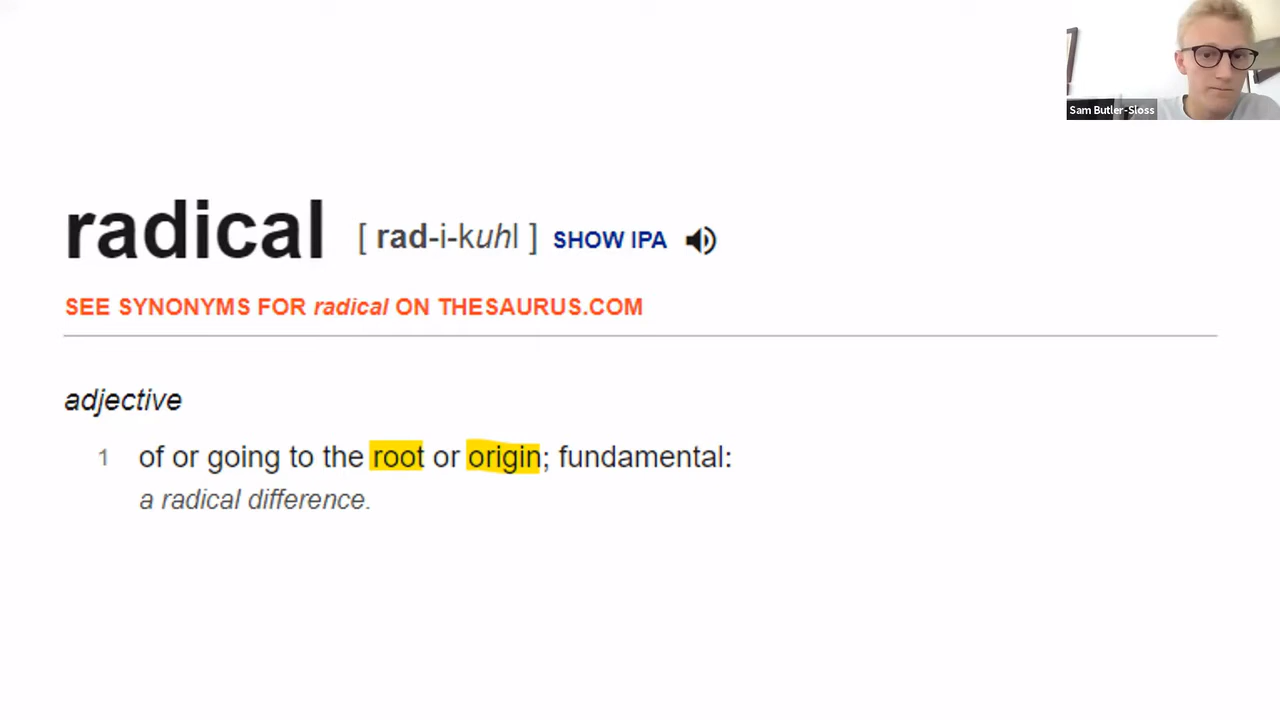 Sam Butler-Sloss
radical [ rad-i-kuhl ] SHOW IPA
SEE SYNONYMS FOR radical ON THESAURUS.COM
adjective
1 of or going to the root or origin; fundamental:
a radical difference.